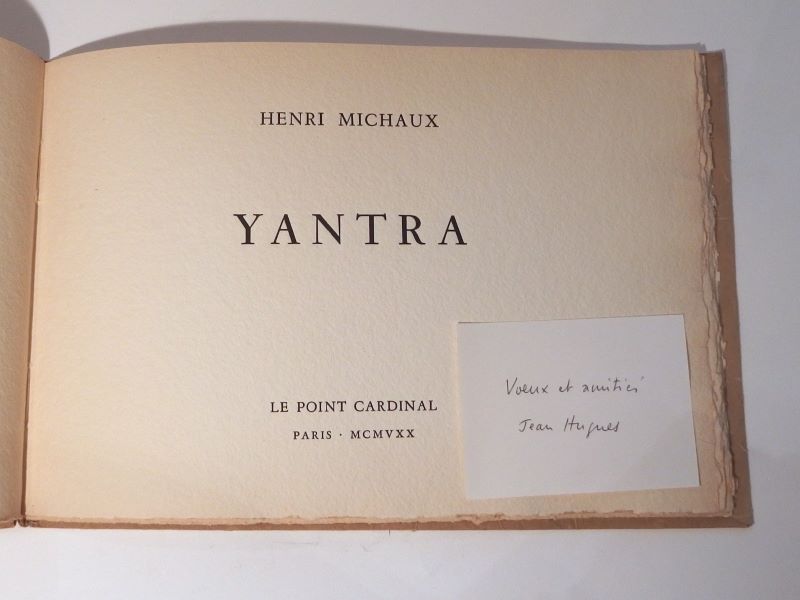 HENRI MICHAUX
YANTRA
LE POINT CARDINAL
PARIS · MCMVXX
Voeux et amitiés
Jean Hugues